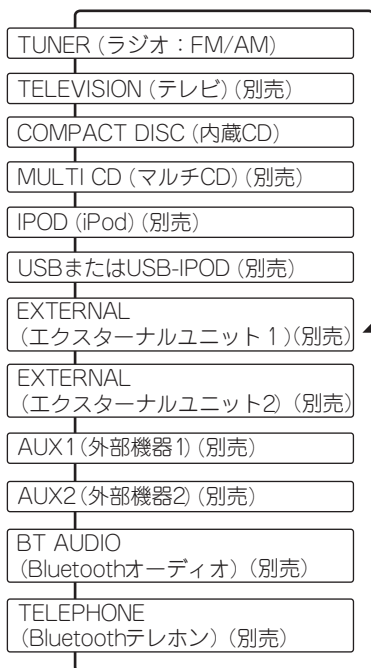 TUNER (ラジオ：FM/AM)
TELEVISION (テレビ) (別売)
COMPACT DISC (内蔵CD)
MULTI CD (マルチCD) (別売)
IPOD (iPod) (別売)
USBまたはUSB-IPOD (別売)
EXTERNAL
(エクスターナルユニット1)(別売)
EXTERNAL
(エクスターナルユニット2) (別売)
AUX1 (外部機器1) (別売)
AUX2 (外部機器2) (別売)
BT AUDIO
(Bluetoothオーディオ) (別売)
TELEPHONE
(Bluetoothテレホン) (別売)